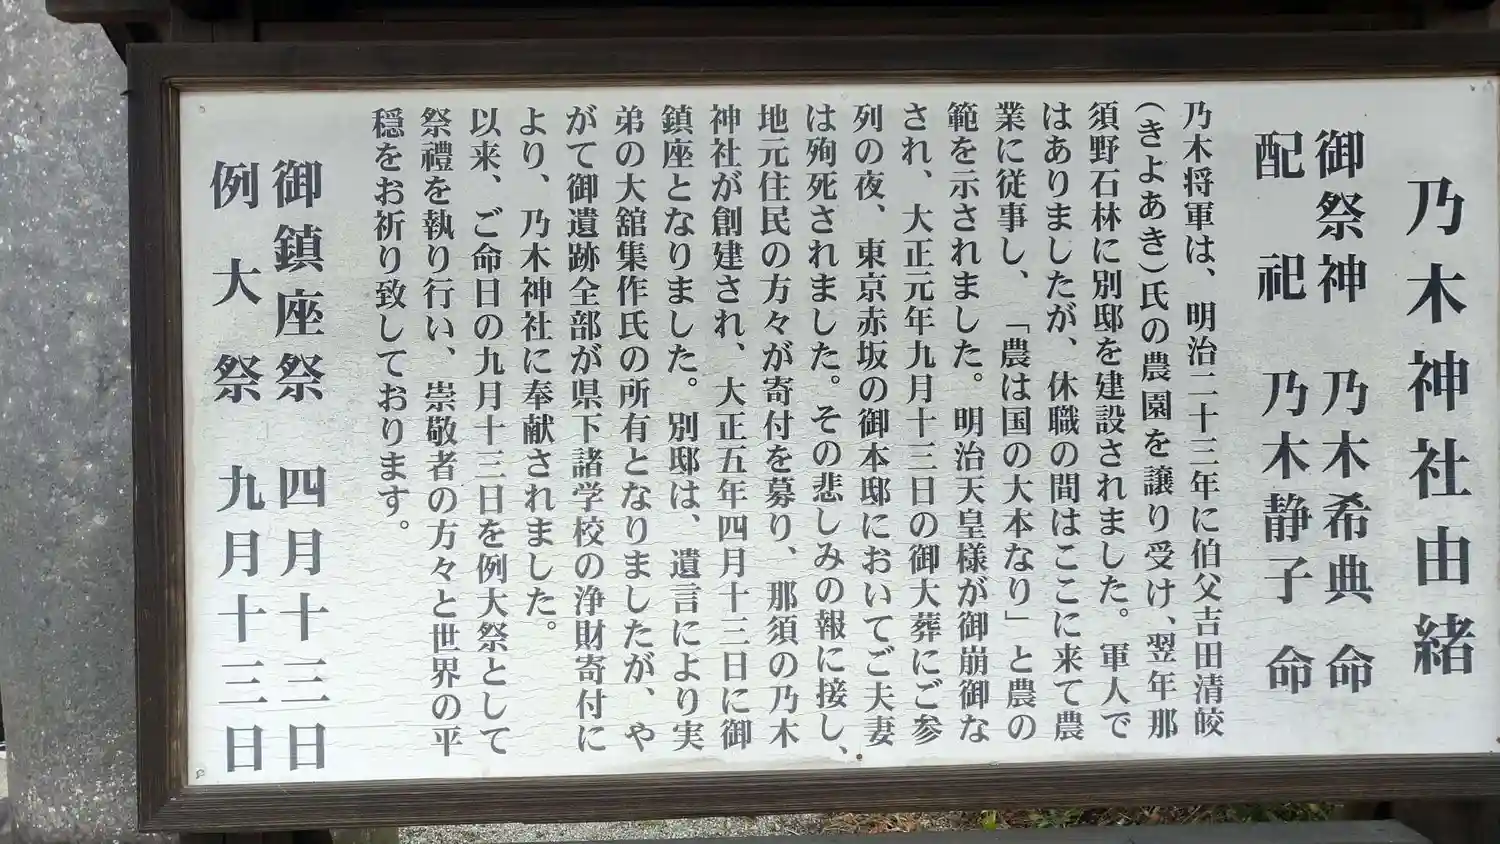 乃木神社由緒
御祭神　乃木希典　命
配　祀　乃木静子　命
乃木将軍は、明治二十三年に伯父吉田清皎
（きよあき）氏の農園を譲り受け、翌年那
須野石林に別邸を建設されました。軍人で
はありましたが、休職の間はここに来て農
業に従事し、「農は国の大本なり」と農の
範を示されました。明治天皇様が御崩御な
され、大正元年九月十三日の御大葬にご参
列の夜、東京赤坂の御本邸においてご夫妻
は殉死されました。その悲しみの報に接し、
地元住民の方々が寄付を募り、那須の乃木
神社が創建され、大正五年四月十三日に御
鎮座となりました。別邸は、遺言により実
弟の大舘集作氏の所有となりましたが、や
がて御遺跡全部が県下諸学校の浄財寄付に
より、乃木神社に奉献されました。
以来、ご命日の九月十三日を例大祭として
祭禮を執り行い、崇敬者の方々と世界の平
穏をお祈り致しております。
御鎮座祭　四月十三日
例大祭　九月十三日